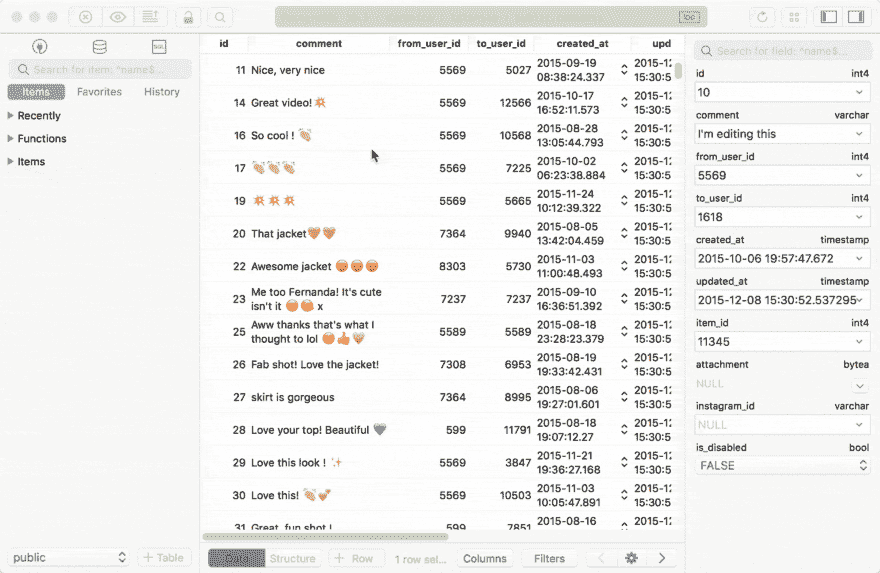 SQL
loc
Search for item: ^name$...
Items Favorites History
Recently
Functions
Items
public
+ Table
id comment from_user_id to_user_id created_at upd
11 Nice, very nice 5569 5027 2015-09-19 08:38:24.337 2015-12 15:30:5
14 Great video!💥 5569 12566 2015-10-17 16:52:11.573 2015-12 15:30:5
16 So cool ! 👏 5569 10568 2015-08-28 13:05:44.793 2015-12 15:30:5
17 👏👏👏 5569 7225 2015-10-02 06:23:38.884 2015-12 15:30:5
19 💥💥💥 5569 5665 2015-11-24 10:12:39.322 2015-12 15:30:5
20 That jacket 7364 9940 2015-08-05 13:42:04.459 2015-12 15:30:5
22 Awesome jacket 8303 5730 2015-11-03 11:00:48.493 2015-12 15:30:5
23 Me too Fernanda! It's cute isn't it x 7237 7237 2015-09-10 16:36:51.392 2015-12 15:30:5
25 Aww thanks that's what I thought to lol 5589 5589 2015-08-18 23:28:23.379 2015-12 15:30:5
26 Fab shot! Love the jacket! 7308 6953 2015-08-19 19:33:42.431 2015-12 15:30:5
27 skirt is gorgeous 7364 8995 2015-08-06 19:27:01.601 2015-12 15:30:5
28 Love your top! Beautiful 599 11791 2015-08-18 19:07:12.27 2015-12 15:30:5
29 Love this look ! ✨ 5569 3847 2015-11-21 19:36:27.168 2015-12 15:30:5
30 Love this! 👏💕 5569 10503 2015-11-03 10:05:47.891 2015-12 15:30:5
31 Great, fun shot ! 599 7851 2015-08-16 2015-12
Data Structure + Row 1 row sel... Columns Filters
Search for field: ^name$...
id int4
10
comment varchar
I'm editing this
from_user_id int4
5569
to_user_id int4
1618
created_at timestamp
2015-10-06 19:57:47.672
updated_at timestamp
2015-12-08 15:30:52.537295
item_id int4
11345
attachment bytea
NULL
instagram_id varchar
NULL
is_disabled bool
FALSE